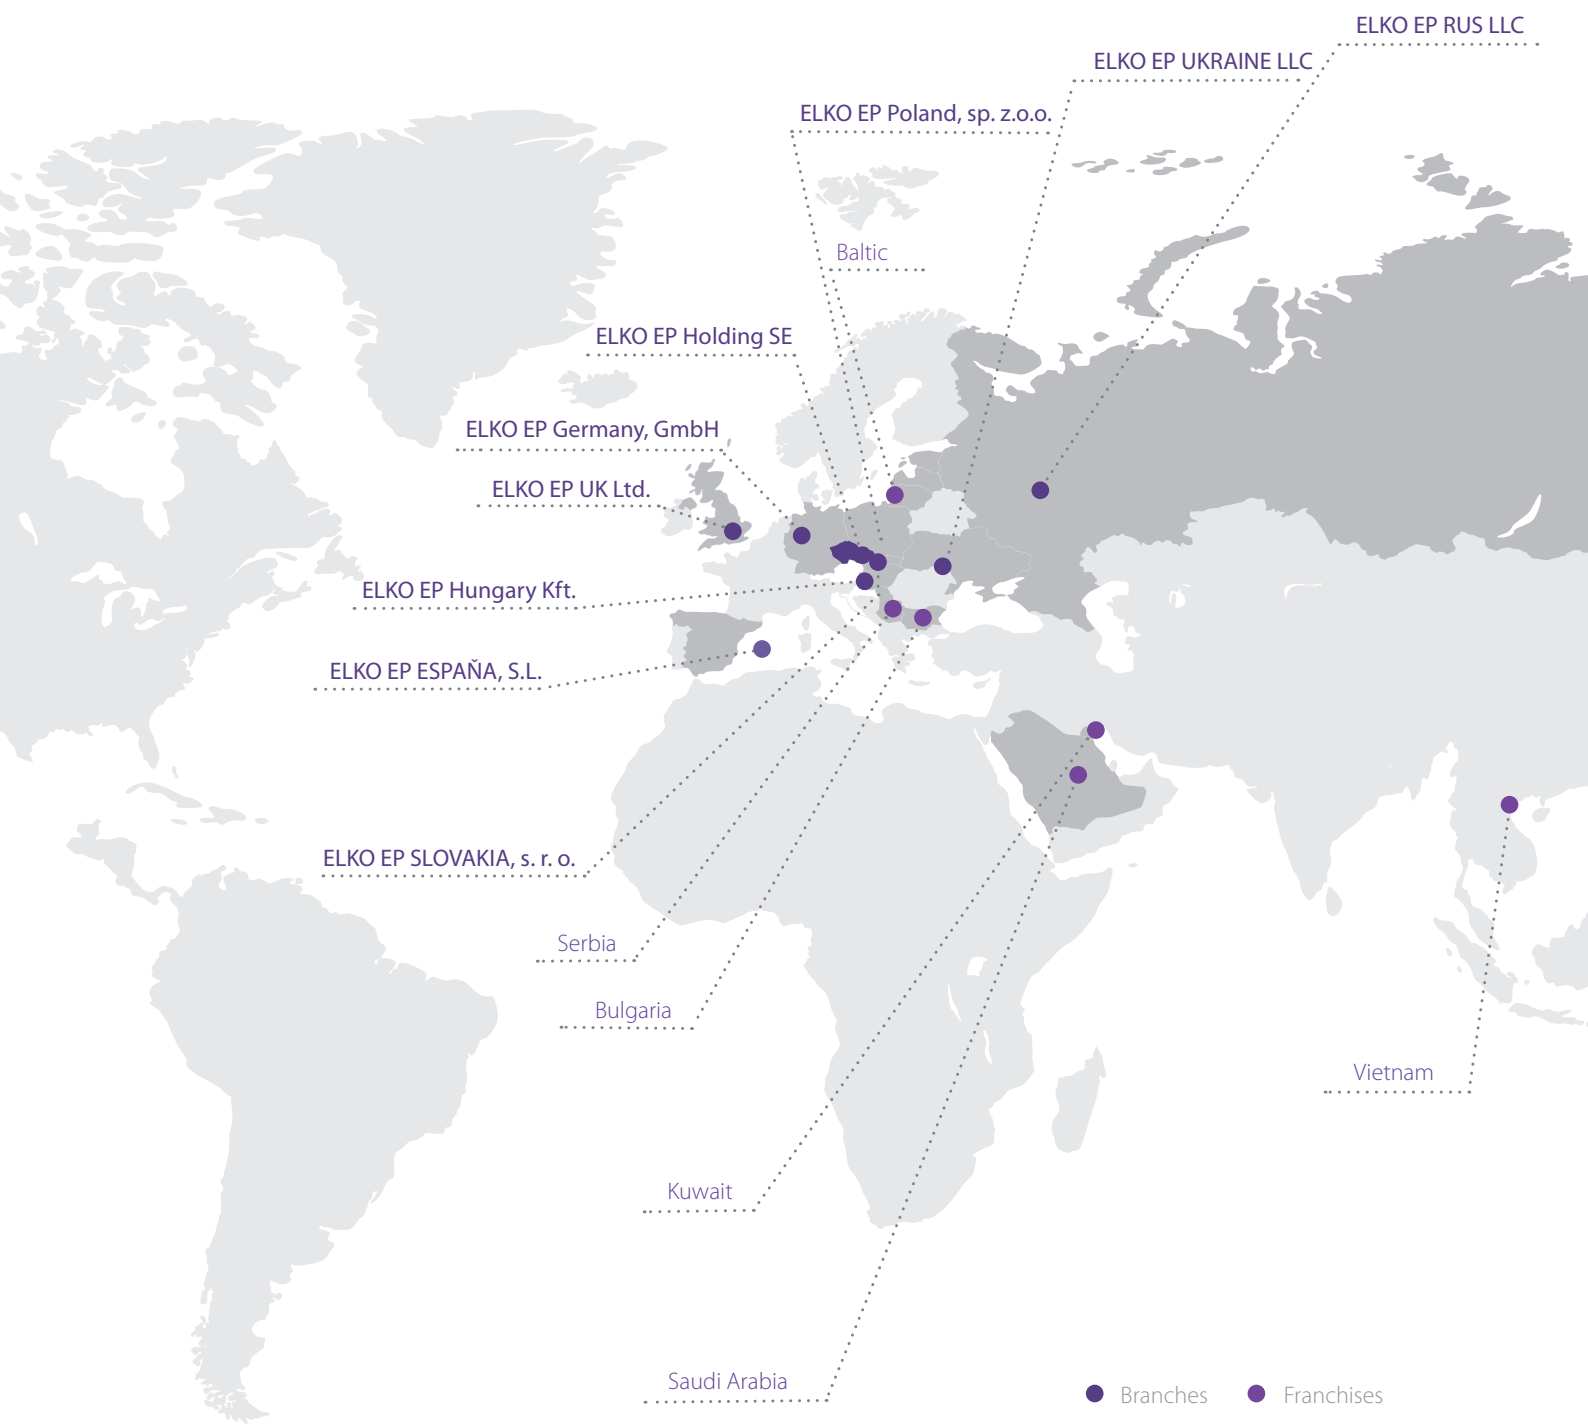 ELKO EP RUS LLC
ELKO EP UKRAINE LLC
ELKO EP Poland, sp. z.o.o.
Baltic
ELKO EP Holding SE
ELKO EP Germany, GmbH
ELKO EP UK Ltd.
ELKO EP Hungary Kft.
ELKO EP ESPAŇA, S.L.
ELKO EP SLOVAKIA, s. r. o.
Serbia
Bulgaria
Vietnam
Kuwait
Saudi Arabia
Branches
Franchises